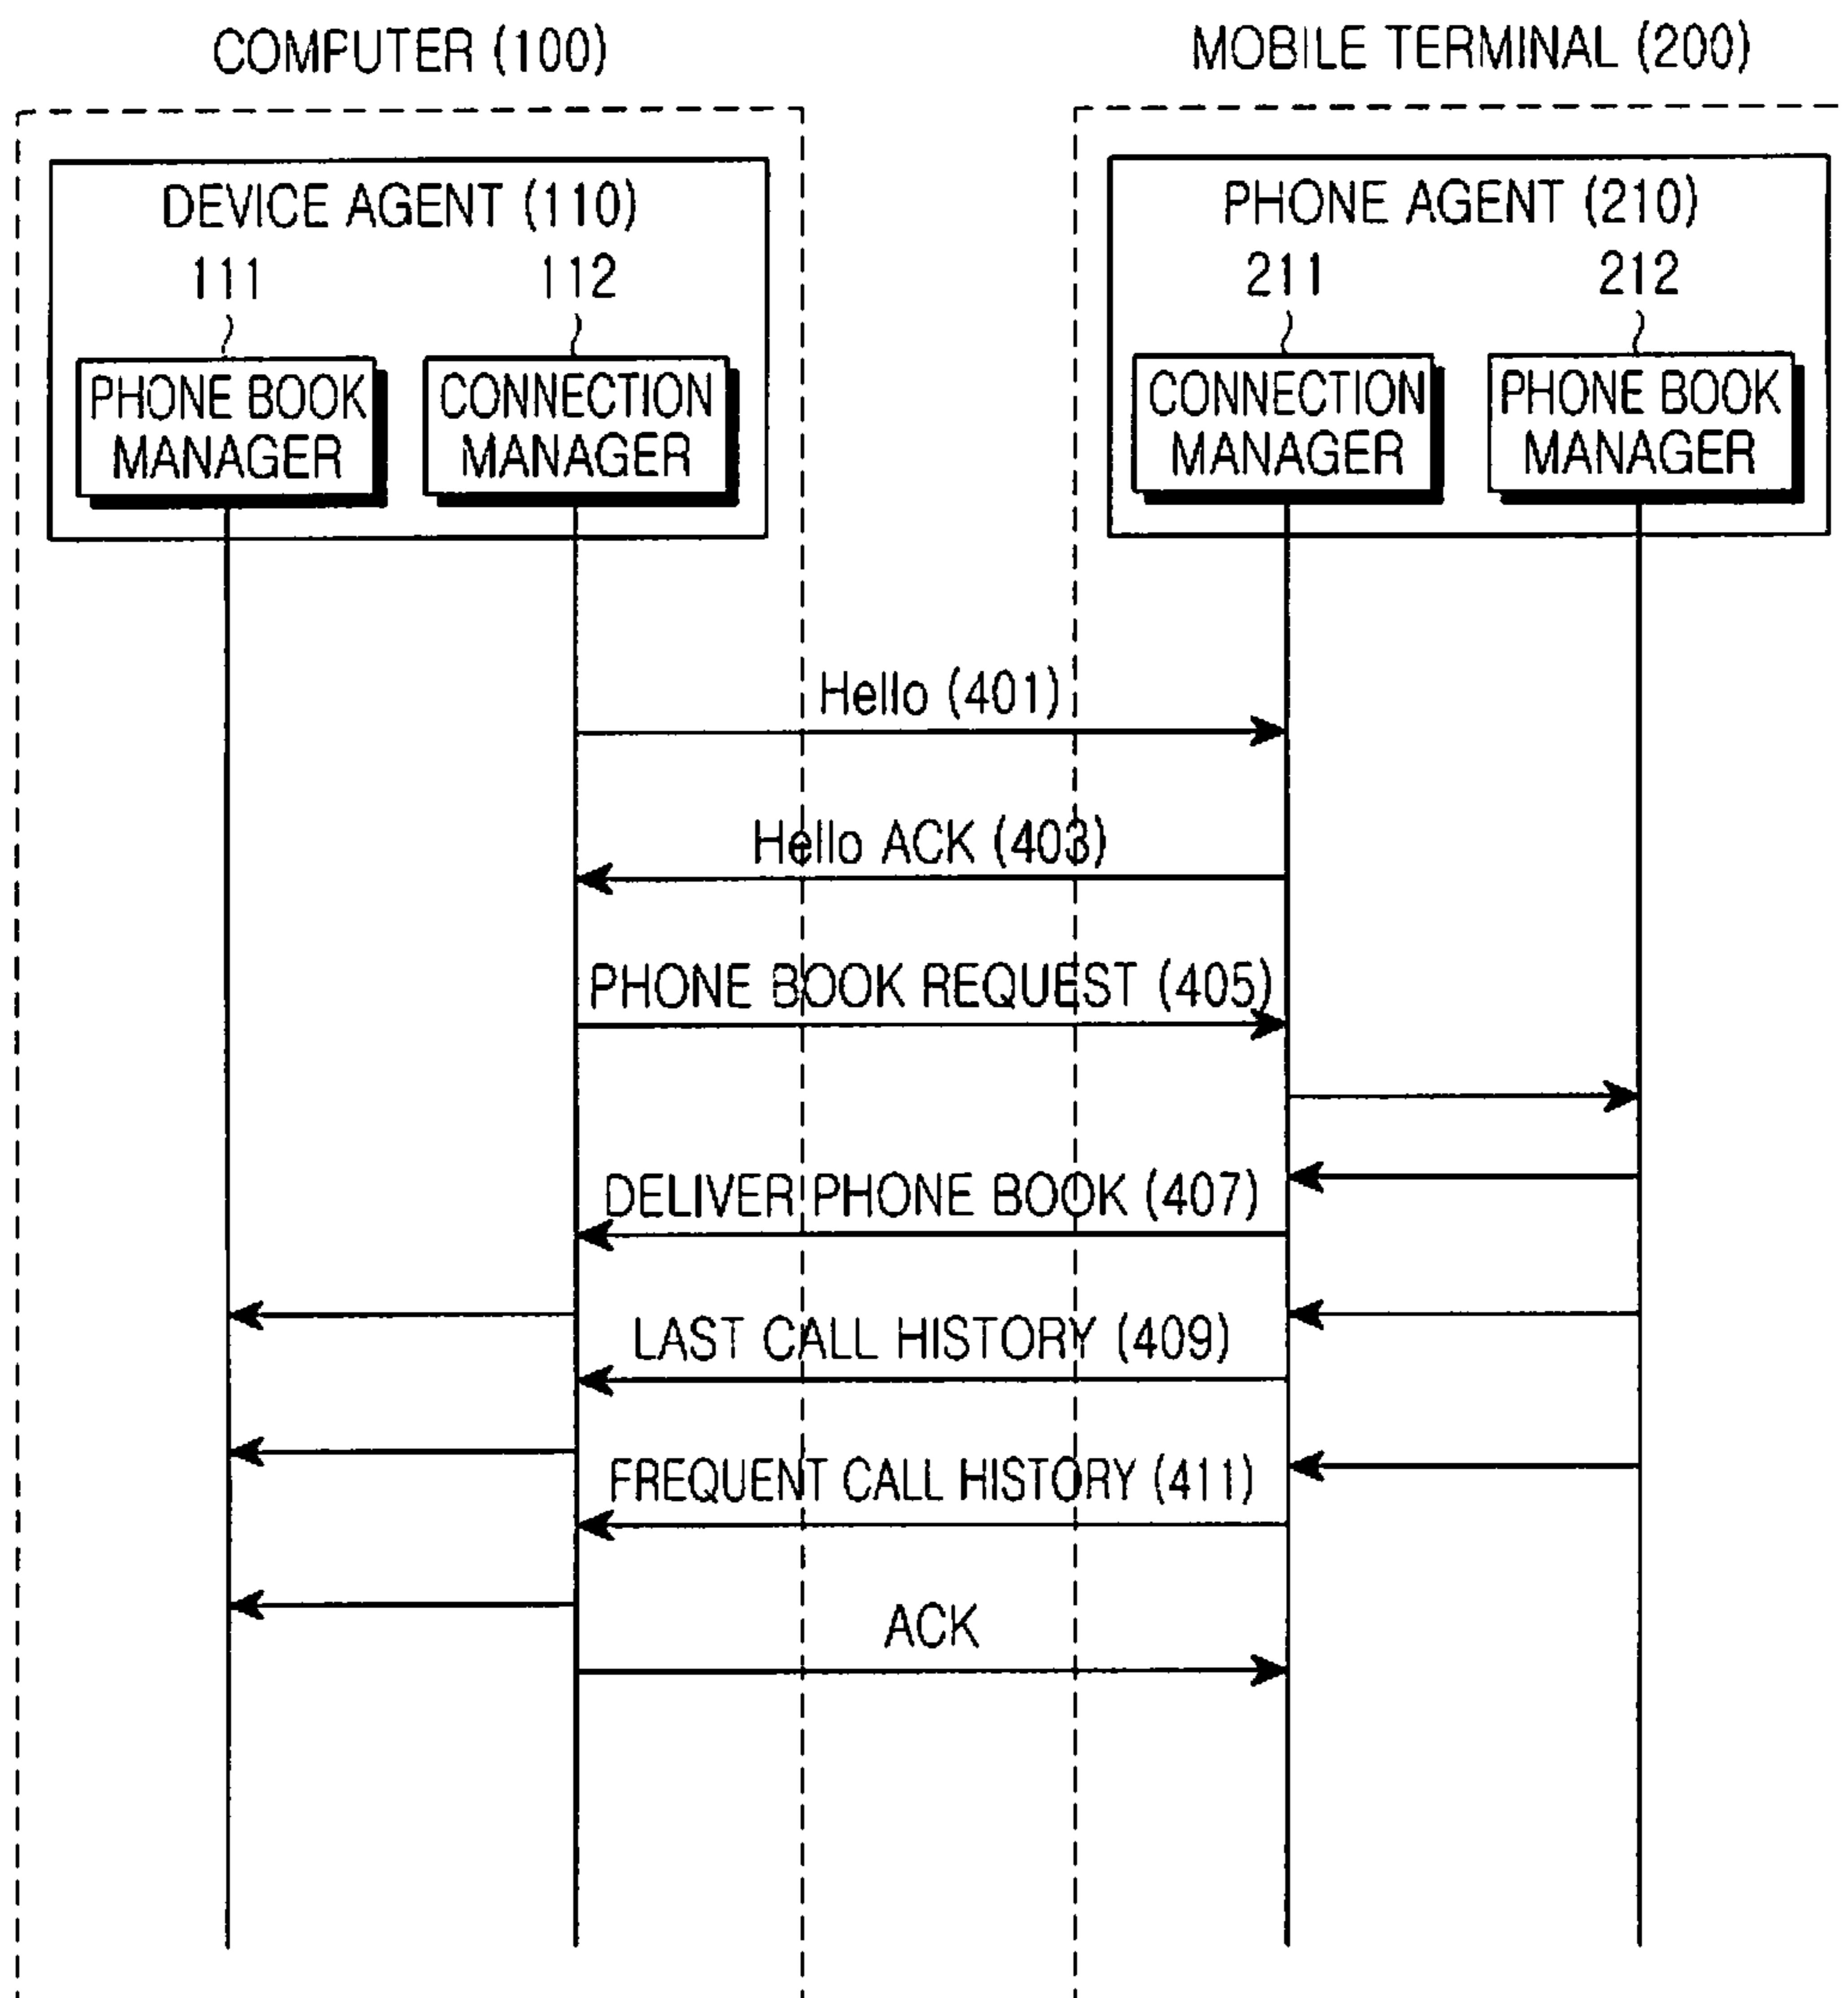 COMPUTER (100)
MOBILE TERMINAL (200)
DEVICE AGENT (110)
PHONE AGENT (210)
111
112
211
212
PHONE BOOK
MANAGER
CONNECTION
MANAGER
CONNECTION
MANAGER
PHONE BOOK
MANAGER
Hello (401)
Hello ACK (403)
PHONE BOOK REQUEST (405)
DELIVER PHONE BOOK (407)
LAST CALL HISTORY (409)
FREQUENT CALL HISTORY (411)
ACK